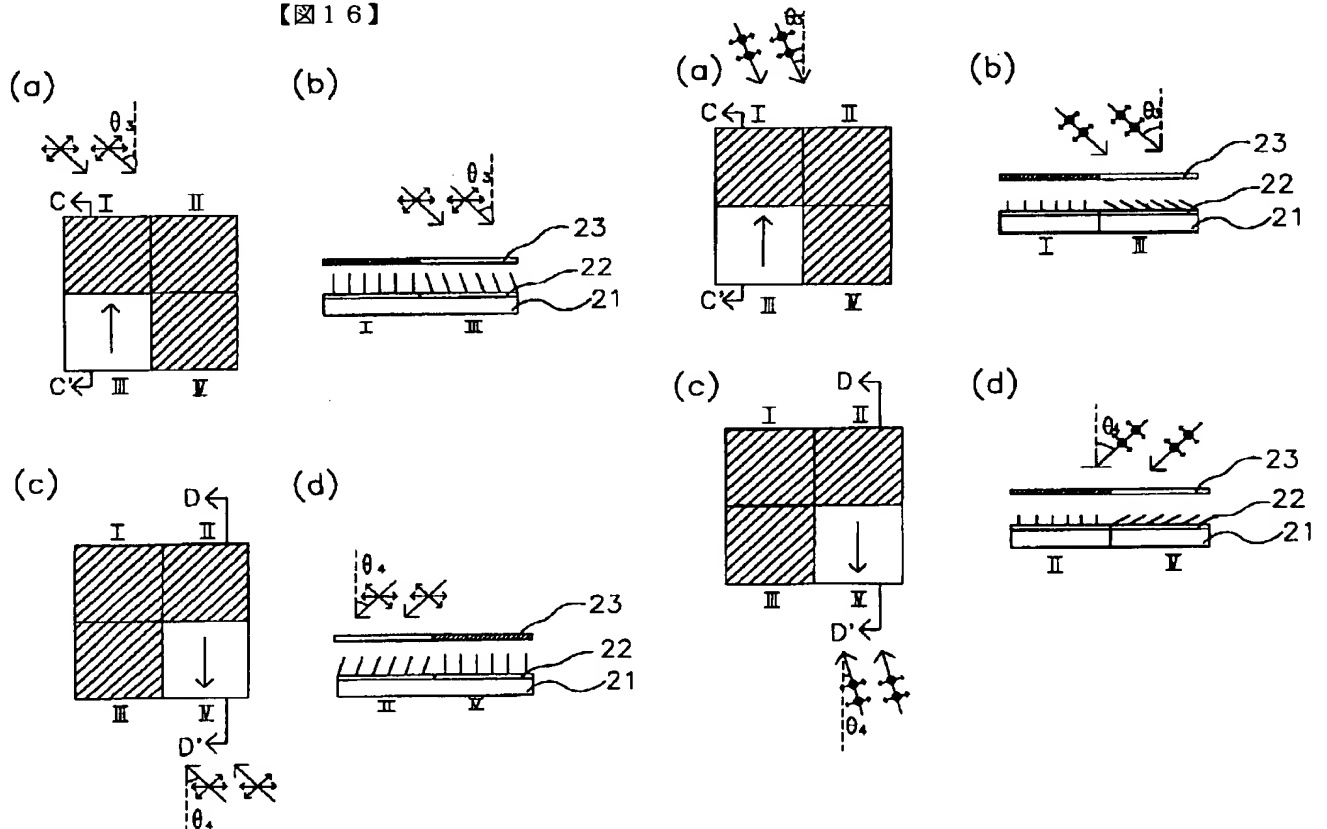 【図16】
(a)
θ₃
C I II
C' III IV
(b)
θ₃
23
22
21
I III
(c)
D
I II
III IV
D'
θ₄
(d)
θ₄
23
22
21
II IV
(a)
C I II
C' III IV
(b)
θ₃
23
22
21
I III
(c)
D
I II
III IV
D'
θ₄
(d)
θ₄
23
22
21
II IV